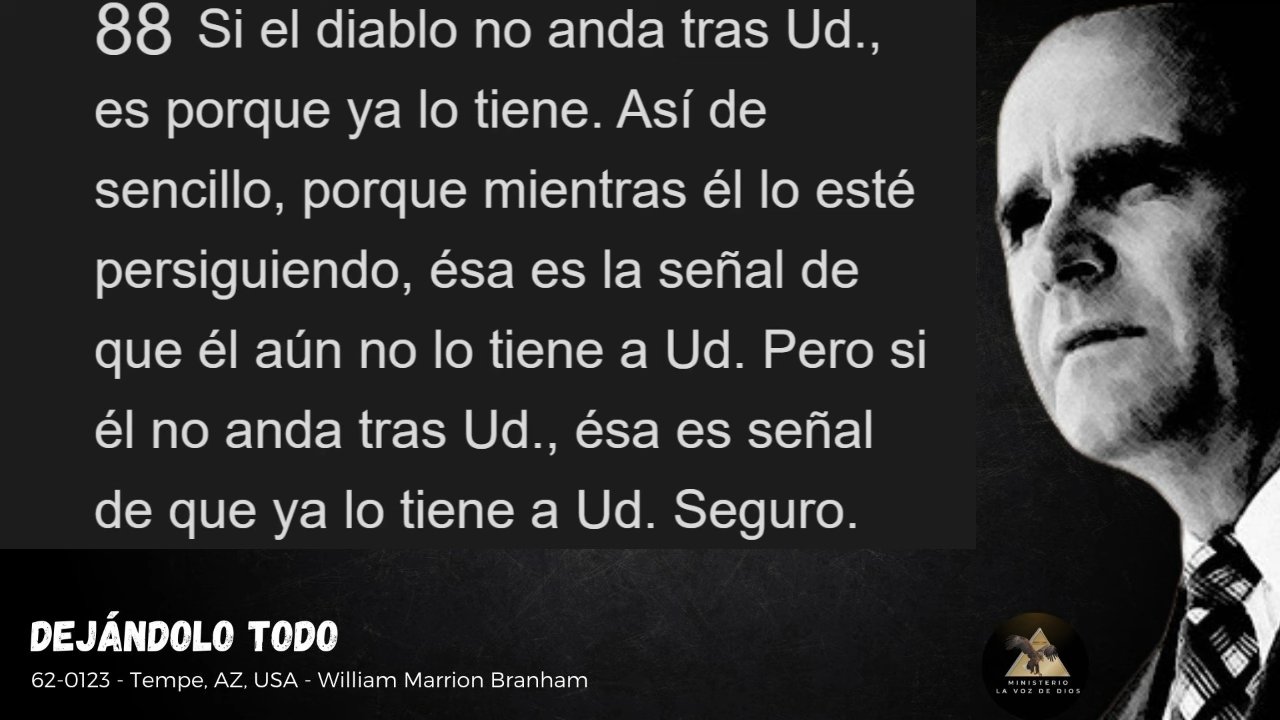 88 Si el diablo no anda tras Ud.,
es porque ya lo tiene. Así de
sencillo, porque mientras él lo esté
persiguiendo, ésa es la señal de
que él aún no lo tiene a Ud. Pero si
él no anda tras Ud., ésa es señal
de que ya lo tiene a Ud. Seguro.
DEJÁNDOLO TODO
62-0123 - Tempe, AZ, USA - William Marrion Branham
MINISTERIO
LA VOZ DE DIOS